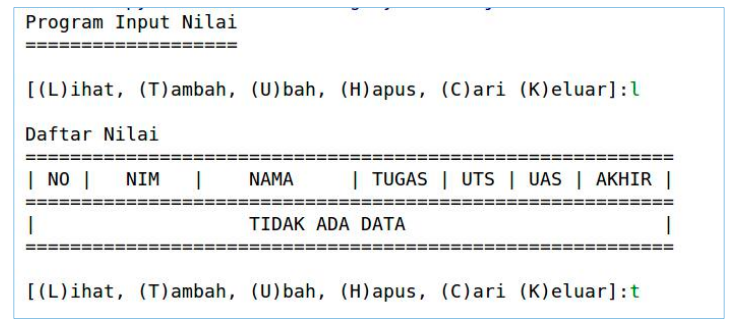 Program Input Nilai
===================
[(L)ihat, (T)ambah, (U)bah, (H)apus, (C)ari (K)eluar]:l
Daftar Nilai
==========================================================
| NO |   NIM   |    NAMA     | TUGAS | UTS | UAS | AKHIR |
==========================================================
|                   TIDAK ADA DATA                       |
==========================================================
[(L)ihat, (T)ambah, (U)bah, (H)apus, (C)ari (K)eluar]:t